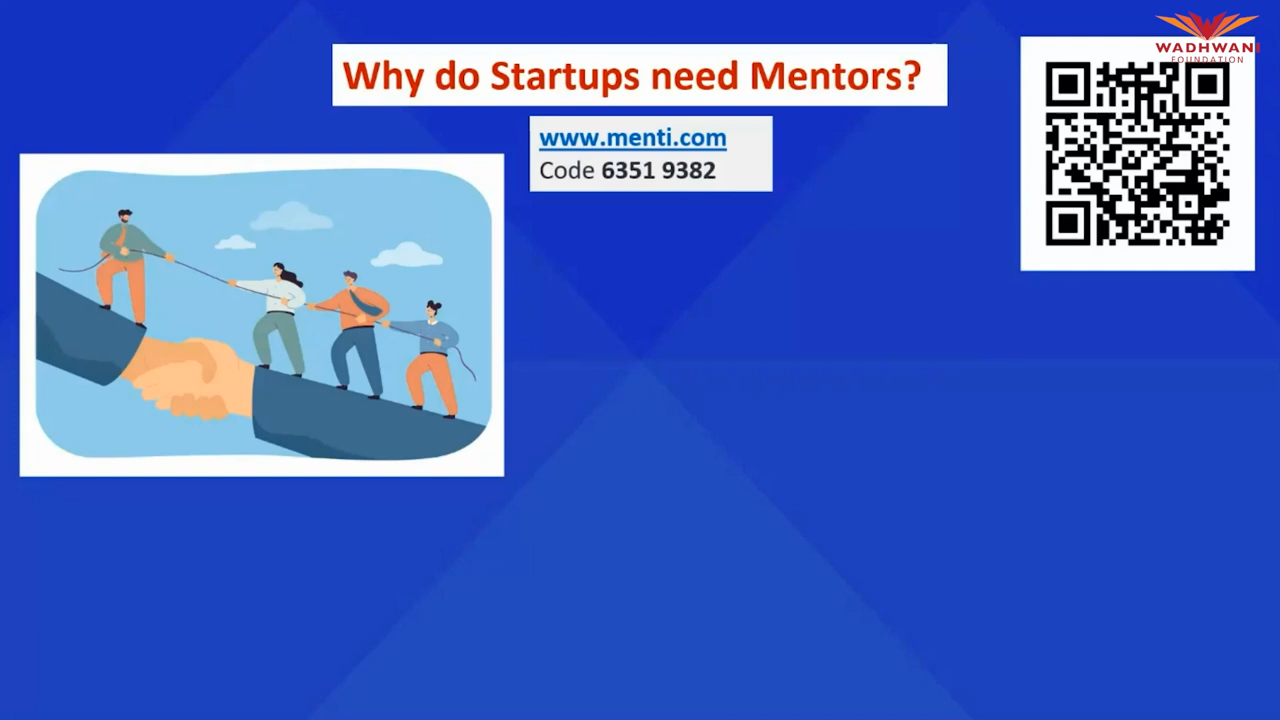 WADHWANI
FOUNDATION
Why do Startups need Mentors?
www.menti.com
Code 6351 9382